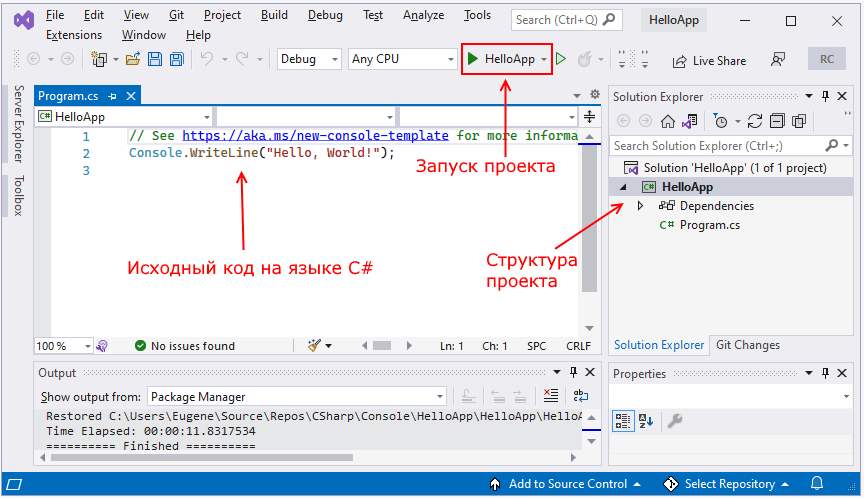 File Edit View Git Project Build Debug Test Analyze Tools Search (Ctrl+Q) HelloApp
Extensions Window Help
Debug Any CPU HelloApp Live Share RC
Server Explorer
Toolbox
Program.cs
HelloApp
1 // See https://aka.ms/new-console-template for more informa
2 Console.WriteLine("Hello, World!");
3
Запуск проекта
Исходный код на языке C#
100 % No issues found Ln: 1 Ch: 1 SPC CRLF
Solution Explorer
Search Solution Explorer (Ctrl+;)
Solution 'HelloApp' (1 of 1 project)
C# HelloApp
Dependencies
C# Program.cs
Структура
проекта
Solution Explorer Git Changes
Output
Show output from: Package Manager
Restored C:\Users\Eugene\Source\Repos\CSharp\Console\HelloApp\HelloApp\HelloA
Time Elapsed: 00:00:11.8317534
========== Finished ==========
Properties
Add to Source Control Select Repository